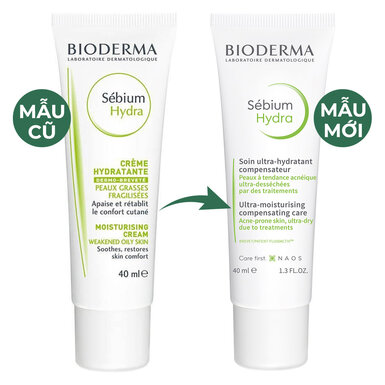 BIODERMA
LABORATOIRE DERMATOLOGIQUE
Sébium
Hydra
MẪU
CŨ
CRÈME
HYDRATANTE
DERMO-BREVETÉ
PEAUX GRASSES
FRAGILISÉES
Apaise et rétablit
le confort cutané
MOISTURISING
CREAM
WEAKENED OILY SKIN
Soothes, restores
skin comfort
40 ml e
BIODERMA
LABORATOIRE DERMATOLOGIQUE
Sébium
Hydra
MẪU
MỚI
Soin ultra-hydratant
compensateur
Peaux à tendance acnéique
ultra-desséchées
par des traitements
Ultra-moisturising
compensating care
Acne-prone skin, ultra-dry
due to treatments
Care first. NAOS
40 ml e 1.3 FL.OZ.